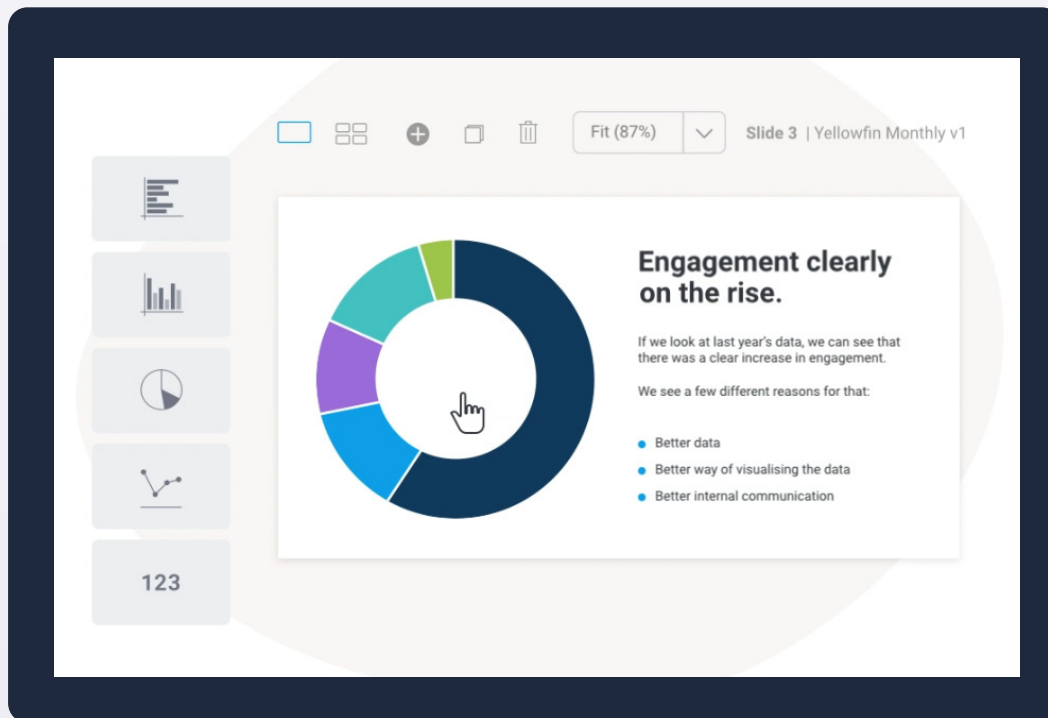 Fit (87%)
Slide 3 | Yellowfin Monthly v1
Engagement clearly
on the rise.
If we look at last year's data, we can see that
there was a clear increase in engagement.
We see a few different reasons for that:
Better data
Better way of visualising the data
Better internal communication
123